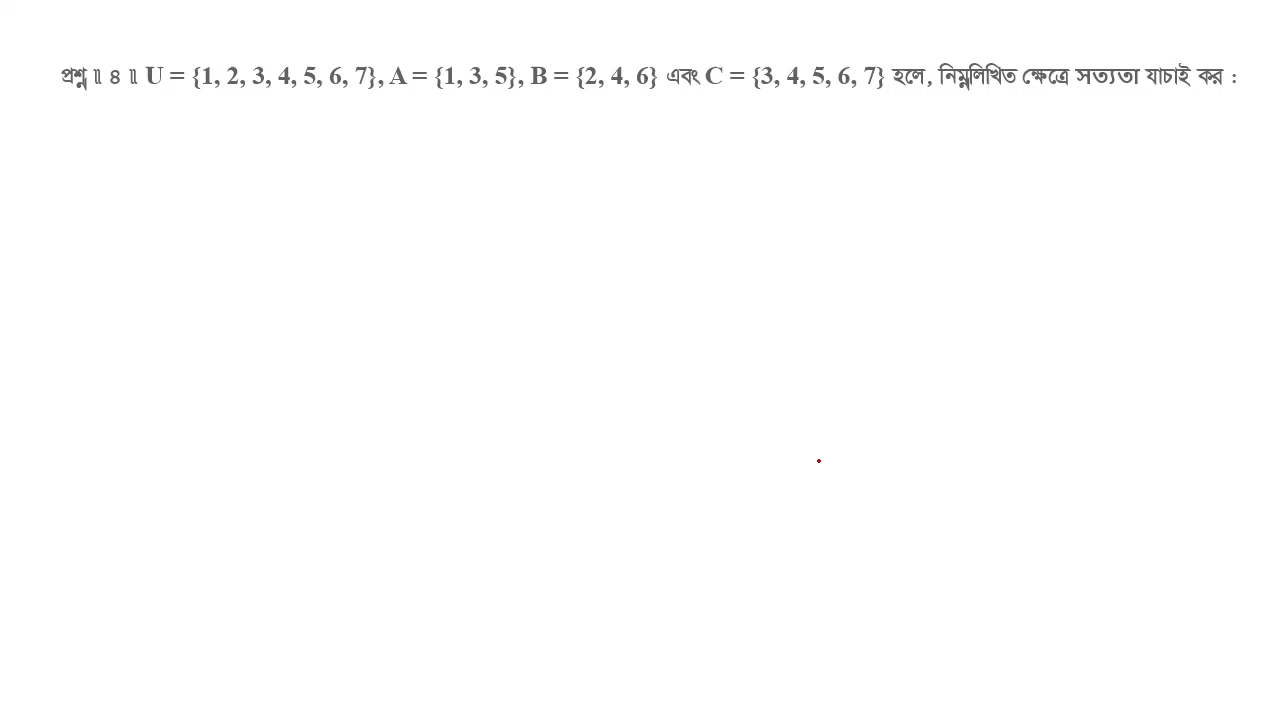 প্রশ্ন ॥ ৪ ॥ U = {1, 2, 3, 4, 5, 6, 7}, A = {1, 3, 5}, B = {2, 4, 6} এবং C = {3, 4, 5, 6, 7} হলে, নিম্নলিখিত ক্ষেত্রে সত্যতা যাচাই কর :